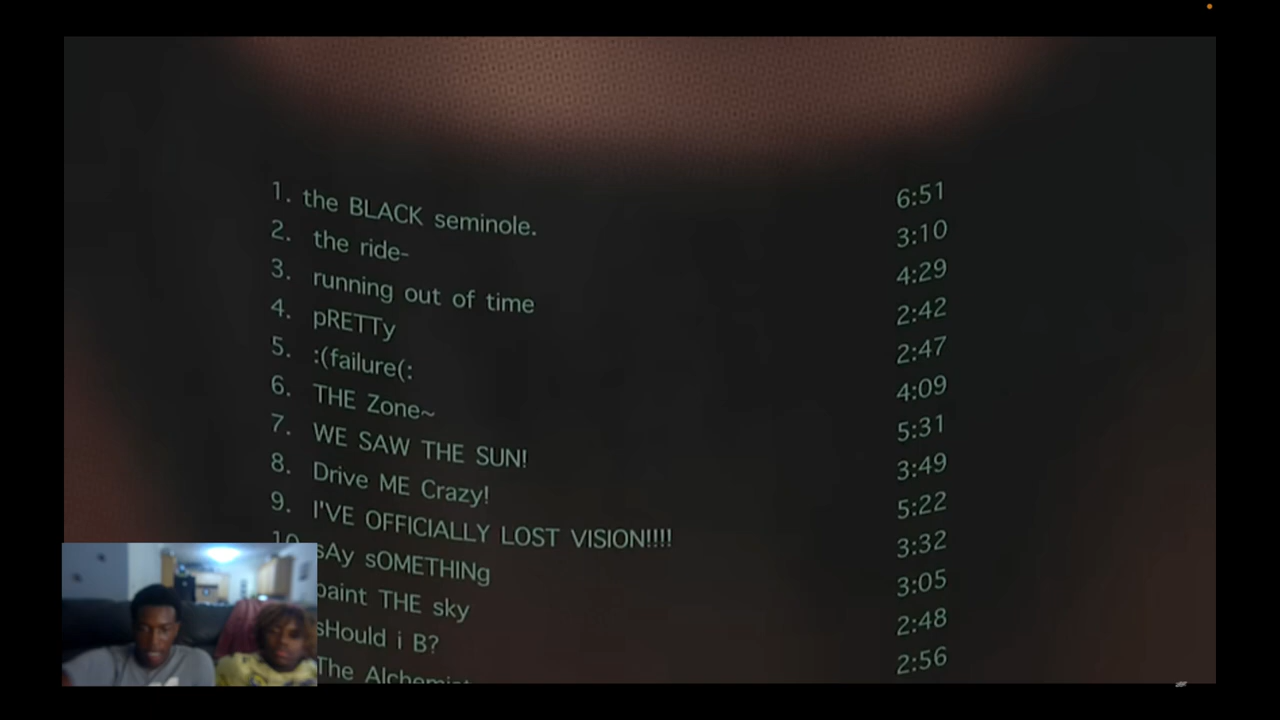 1. the BLACK seminole. 6:51
2. the ride- 3:10
3. running out of time 4:29
4. pRETTy 2:42
5. :(failure(: 2:47
6. THE Zone~ 4:09
7. WE SAW THE SUN! 5:31
8. Drive ME Crazy! 3:49
9. I'VE OFFICIALLY LOST VISION!!!! 5:22
10. sAy sOMETHINg 3:32
paint THE sky 3:05
sHould i B? 2:48
The Alchemist 2:56